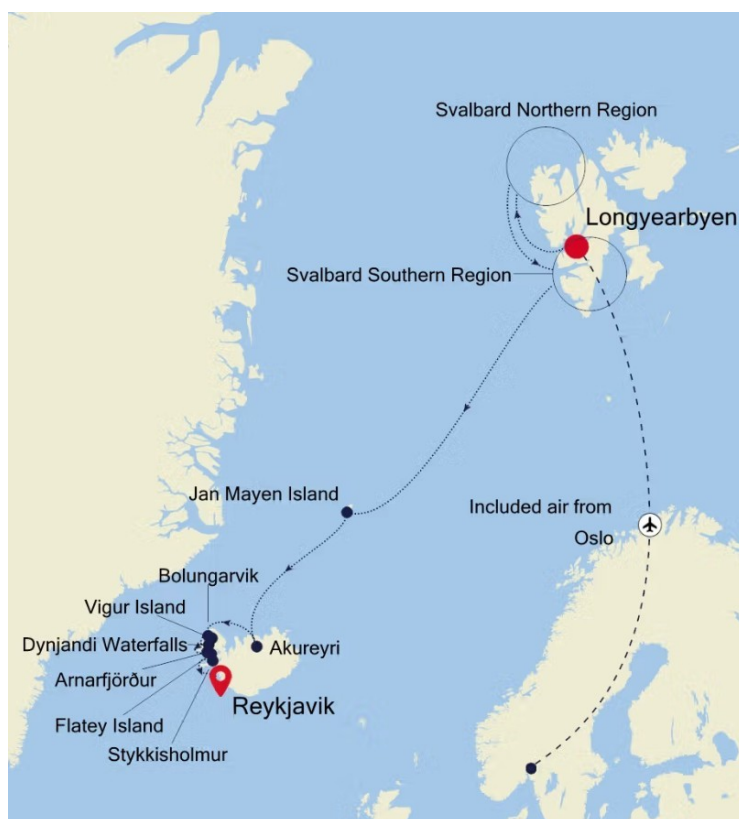 Svalbard Northern Region
Longyearbyen
Svalbard Southern Region
Jan Mayen Island
Included air from
Oslo
Bolungarvik
Vigur Island
Dynjandi Waterfalls
Akureyri
Arnarfjörður
Reykjavik
Flatey Island
Stykkisholmur